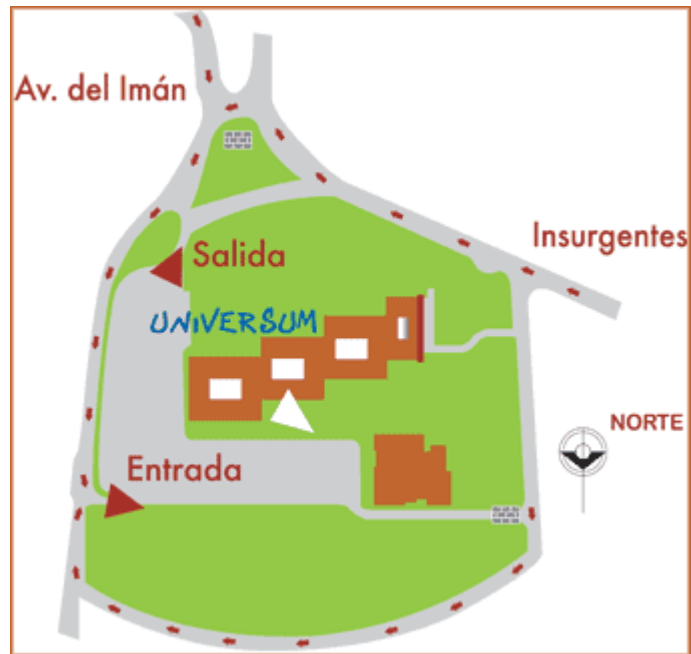 Av. del Imán
Insurgentes
Salida
UNIVERSUM
NORTE
Entrada